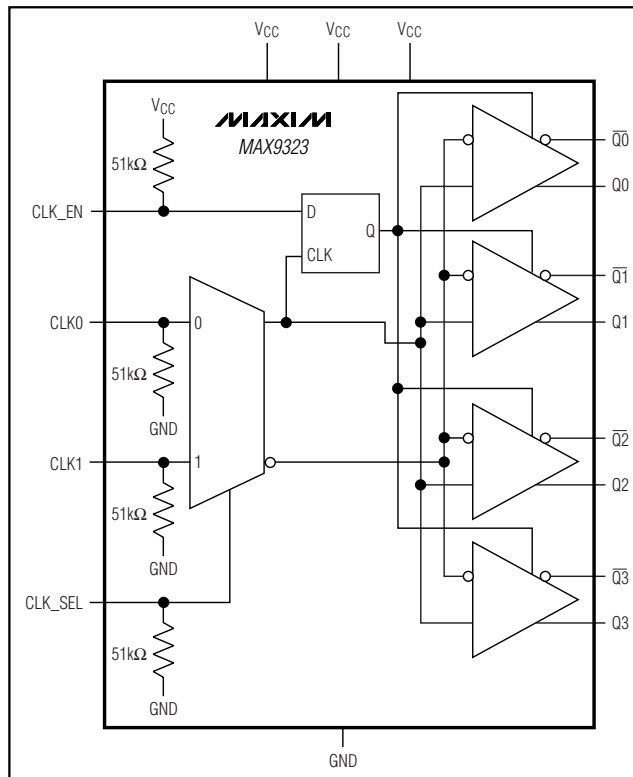 VCC VCC VCC
VCC
MAXIM
MAX9323
51kΩ
Q0
Q0
CLK_EN
D
Q
CLK
Q1
Q1
CLK0
0
51kΩ
GND
Q2
CLK1
1
Q2
51kΩ
GND
Q3
CLK_SEL
Q3
51kΩ
GND
GND